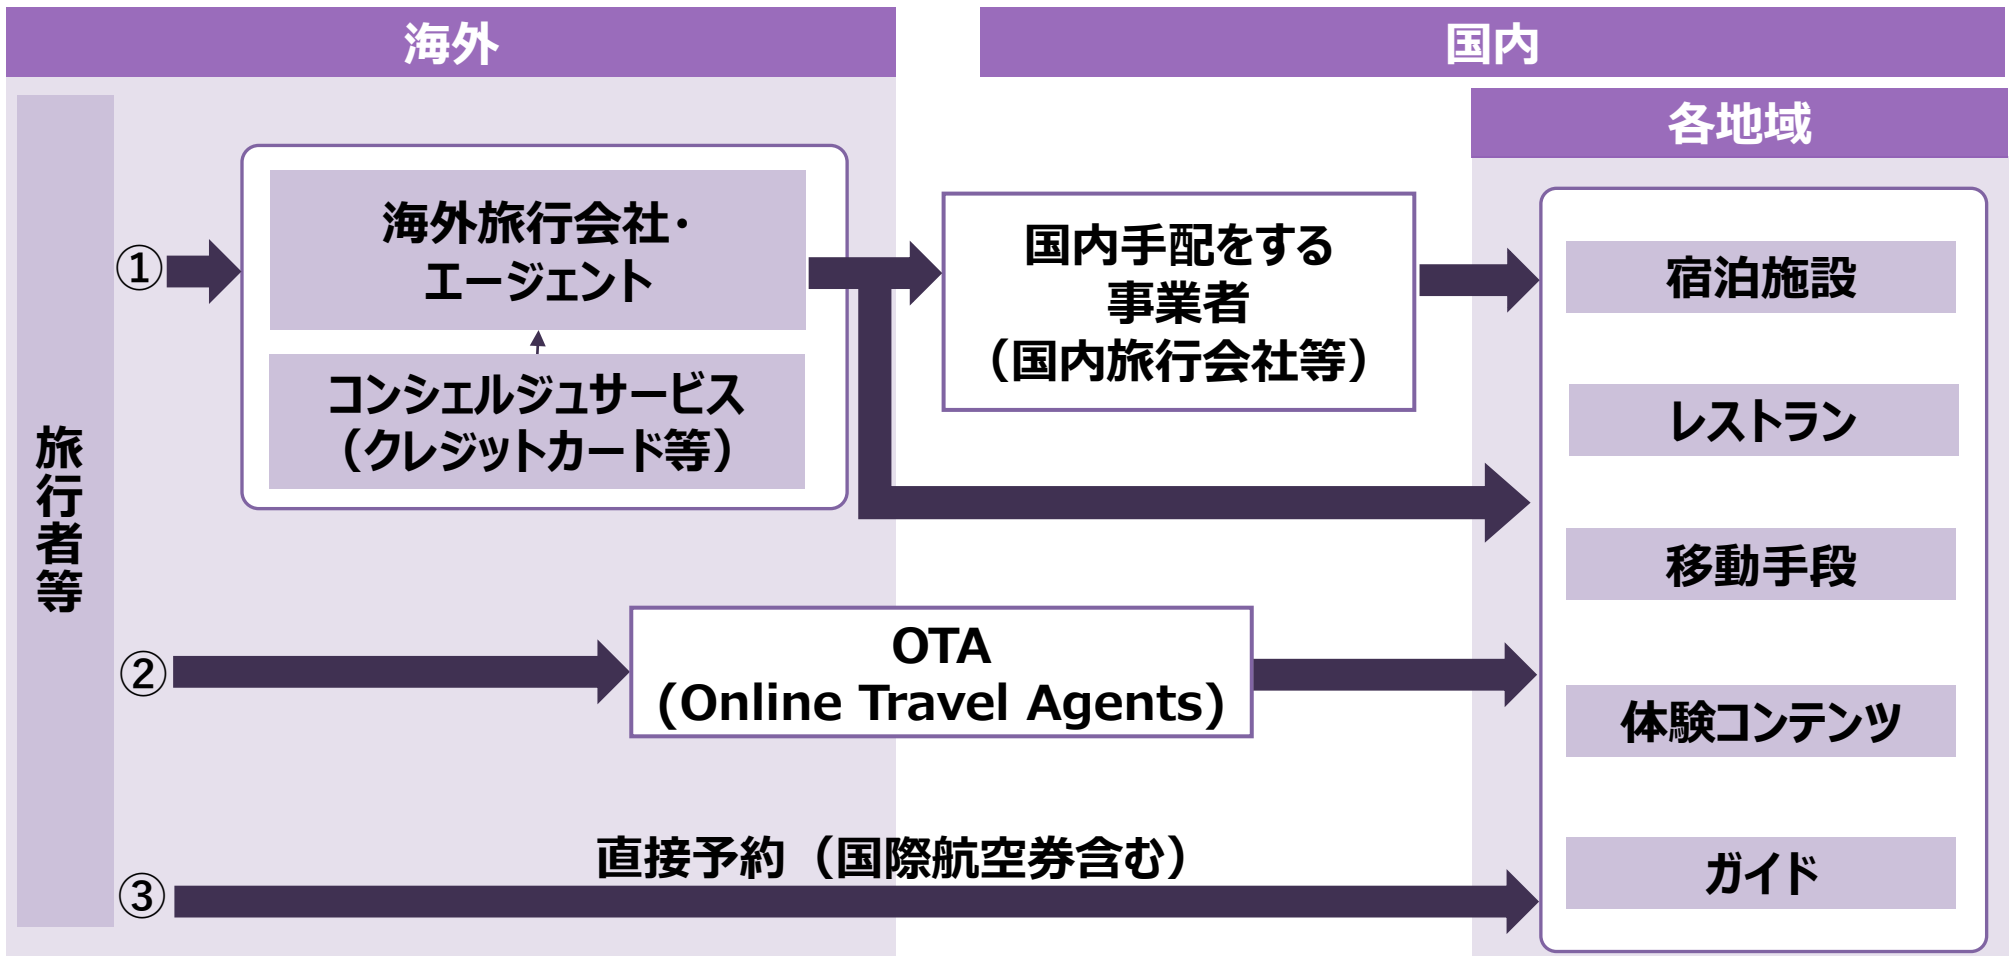 海外
国内
各地域
旅行者等
①
海外旅行会社・
エージェント
コンシェルジュサービス
（クレジットカード等）
国内手配をする
事業者
（国内旅行会社等）
②
OTA
(Online Travel Agents)
③
直接予約（国際航空券含む）
宿泊施設
レストラン
移動手段
体験コンテンツ
ガイド